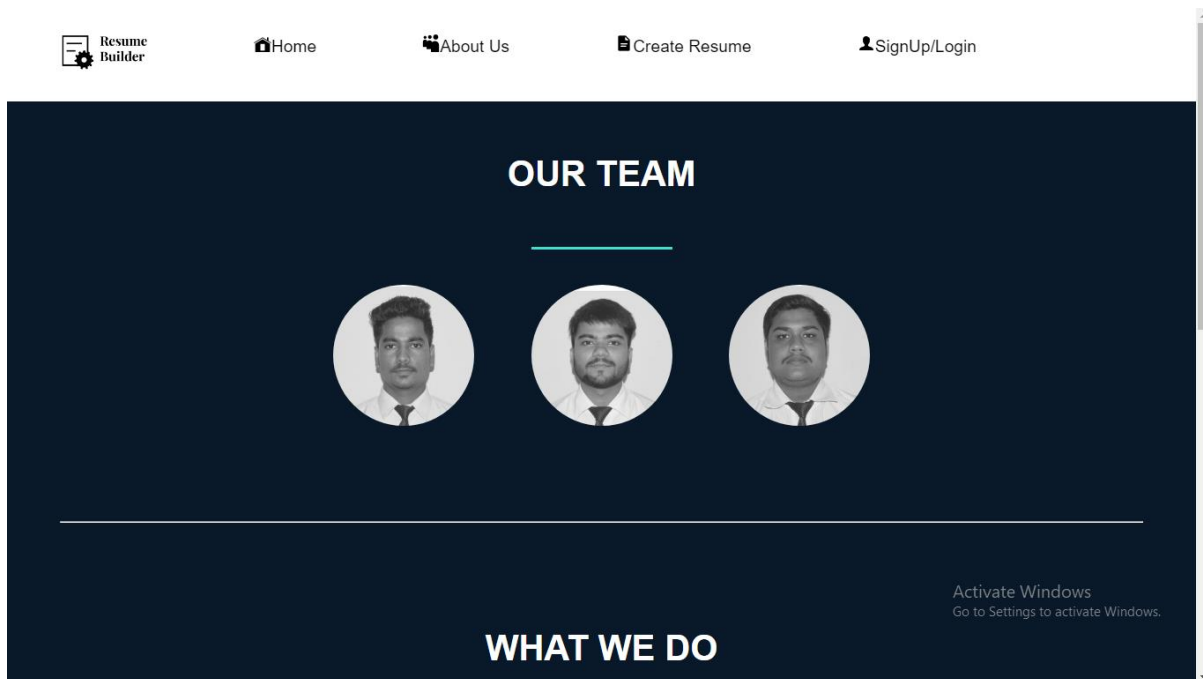 Resume
Builder
Home
About Us
Create Resume
SignUp/Login
OUR TEAM
Activate Windows
Go to Settings to activate Windows.
WHAT WE DO